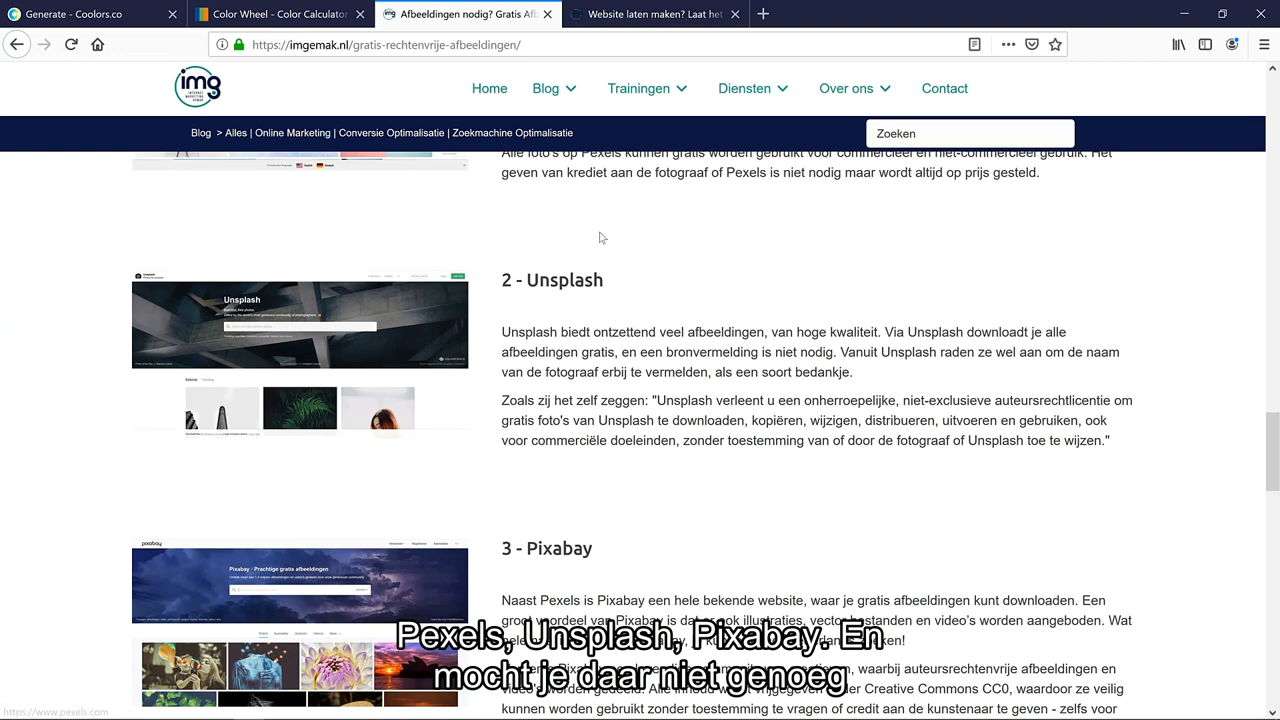 Generate - Coolors.co
Color Wheel - Color Calculator
Afbeeldingen nodig? Gratis Afb
Website laten maken? Laat het
https://imgemak.nl/gratis-rechtenvrije-afbeeldingen/
img
Home
Blog
Trainingen
Diensten
Over ons
Contact
Blog > Alles | Online Marketing | Conversie Optimalisatie | Zoekmachine Optimalisatie
Zoeken
Alle foto's op Pexels kunnen gratis worden gebruikt voor commercieel en niet-commercieel gebruik. Het
geven van krediet aan de fotograaf of Pexels is niet nodig maar wordt altijd op prijs gesteld.
2 - Unsplash
Unsplash
Unsplash biedt ontzettend veel afbeeldingen, van hoge kwaliteit. Via Unsplash downloadt je alle
afbeeldingen gratis, en een bronvermelding is niet nodig. Vanuit Unsplash raden ze wel aan om de naam
van de fotograaf erbij te vermelden, als een soort bedankje.
Zoals zij het zelf zeggen: "Unsplash verleent u een onherroepelijke, niet-exclusieve auteursrechtlicentie om
gratis foto's van Unsplash te downloaden, kopiëren, wijzigen, distribueren, uitvoeren en gebruiken, ook
voor commerciële doeleinden, zonder toestemming van of door de fotograaf of Unsplash toe te wijzen."
3 - Pixabay
pixabay
Pixabay - Prachtige gratis afbeeldingen
Naast Pexels is Pixabay een hele bekende website, waar je gratis afbeeldingen kunt downloaden. Een
groot voordeel van Pixabay is dat ook illustraties, vectorbestanden en video's worden aangeboden. Wat
Pexels, Unsplash, Pixabay. En
mocht je daar niet genoeg
waarbij auteursrechtenvrije afbeeldingen en
Creative Commons CC0, waardoor ze veilig
kunnen worden gebruikt zonder toestemming te vragen of credit aan de kunstenaar te geven - zelfs voor
https://www.pexels.com